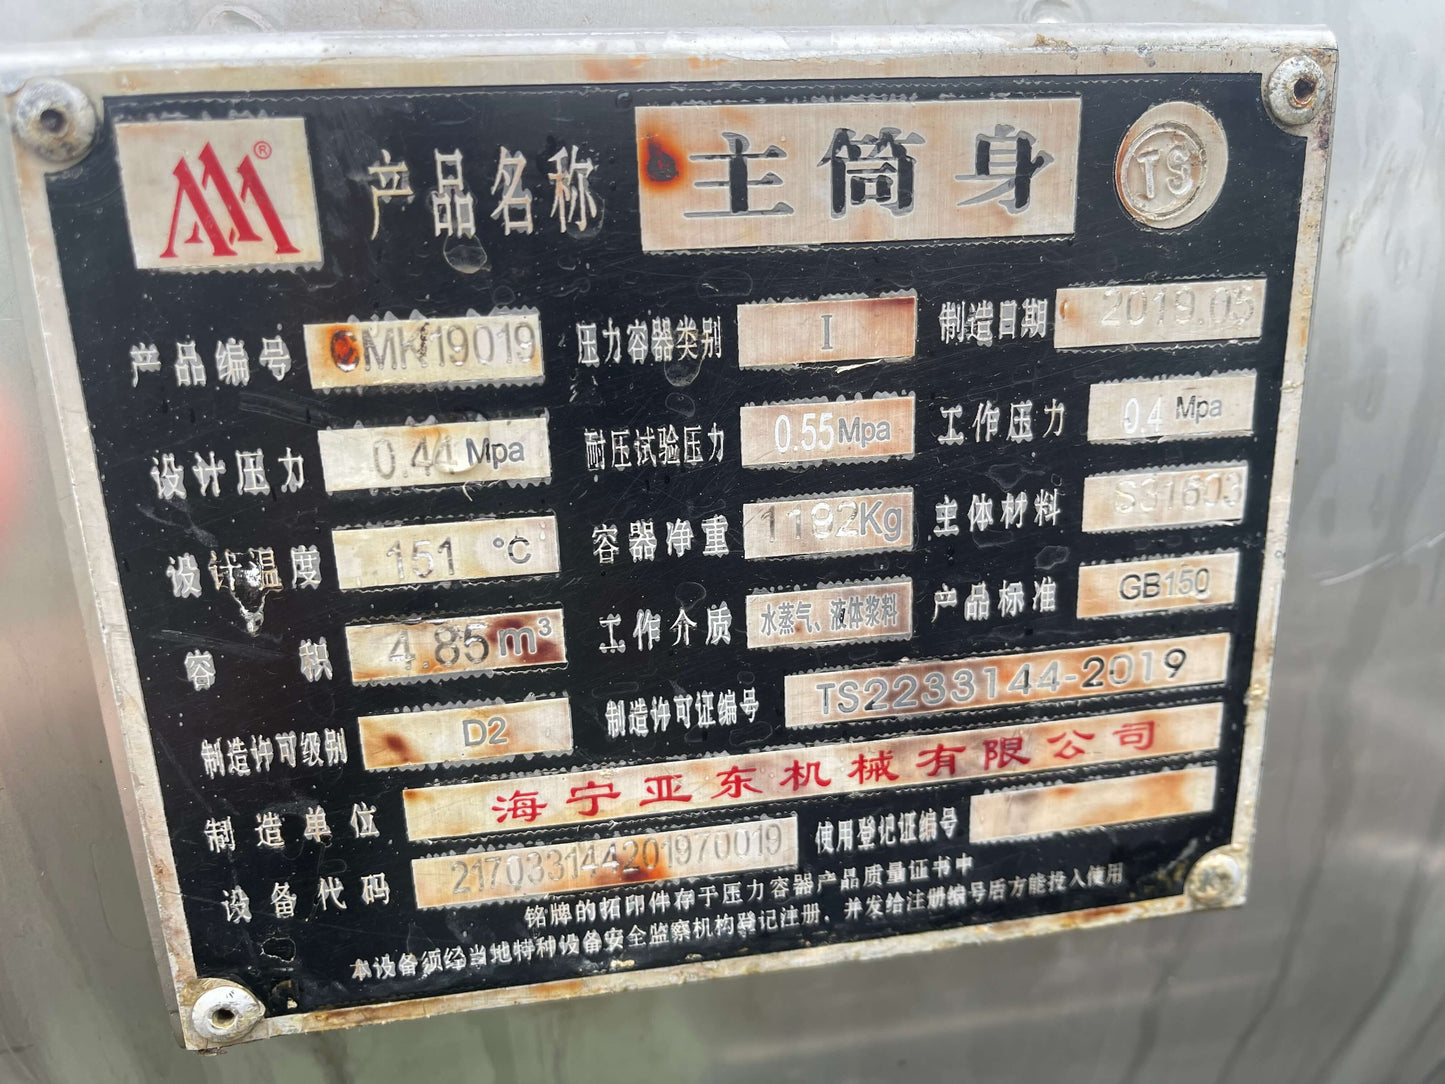 ® 产品名称 主筒身 TS
产品编号 CMK19019 压力容器类别 I 制造日期 2019.05
设计压力 0.44 Mpa 耐压试验压力 0.55Mpa 工作压力 0.4 Mpa
设计温度 151 ℃ 容器净重 1192Kg 主体材料 S31603
容积 4.85m³ 工作介质 水蒸气、液体浆料 产品标准 GB150
制造许可级别 D2 制造许可证编号 TS2233144-2019
制造单位 海宁亚东机械有限公司
设备代码 217033144201970019 使用登记证编号
铭牌的拓印件存于压力容器产品质量证书中
本设备须经当地特种设备安全监察机构登记注册，并发给注册编号后方能投入使用